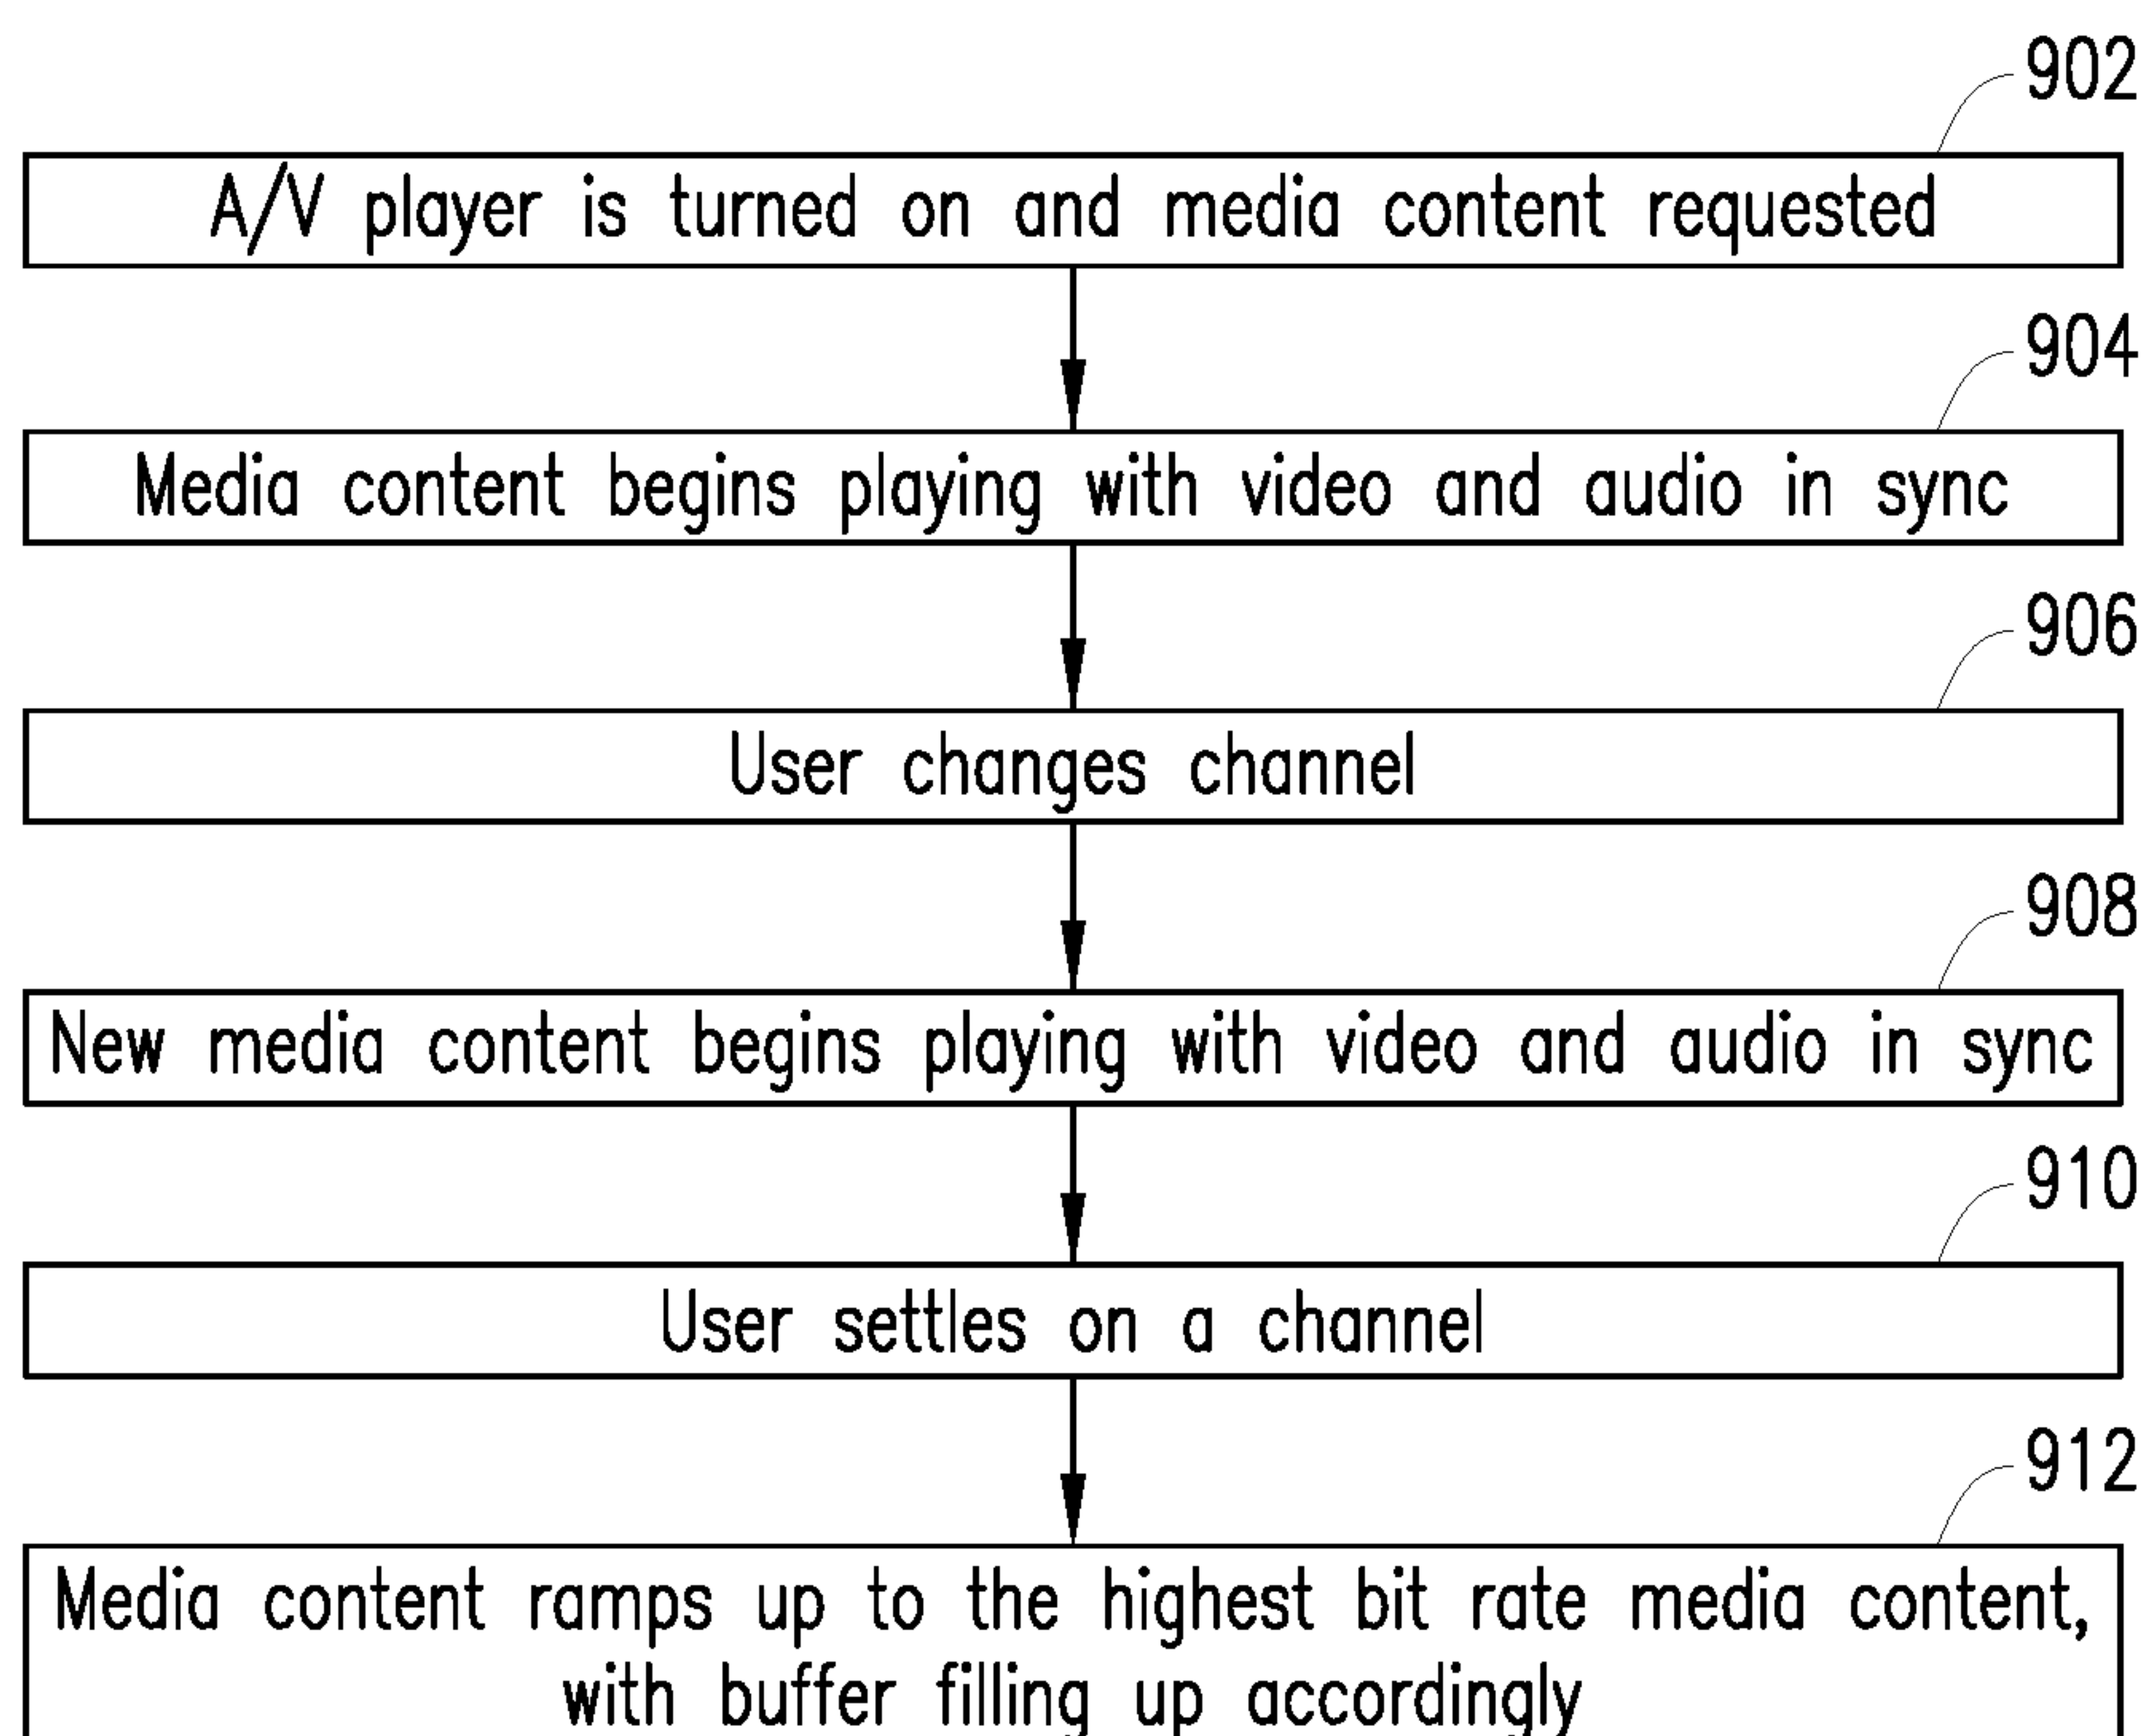 902
A/V player is turned on and media content requested
904
Media content begins playing with video and audio in sync
906
User changes channel
908
New media content begins playing with video and audio in sync
910
User settles on a channel
912
Media content ramps up to the highest bit rate media content,
with buffer filling up accordingly